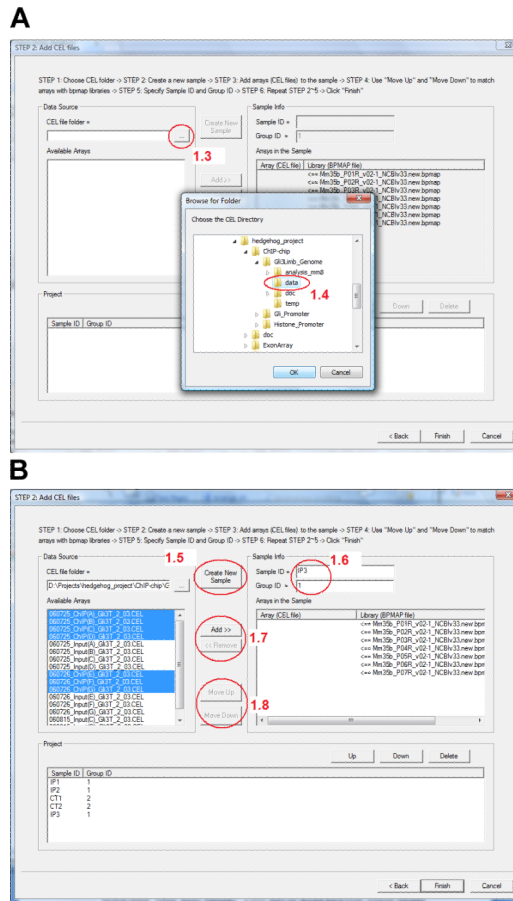 A
STEP 2: Add CEL files
STEP 1: Choose CEL folder -> STEP 2: Create a new sample -> STEP 3: Add arrays (CEL files) to the sample -> STEP 4: Use "Move Up" and "Move Down" to match
arrays with bpmap libraries -> STEP 5: Specify Sample ID and Group ID -> STEP 6: Repeat STEP 2~5 -> Click "Finish"
Data Source
CEL file folder =
...
Create New
Sample
1.3
Available Arrays
Add >>
Sample Info
Sample ID =
Group ID = 1
Arrays in the Sample
Array (CEL file) Library (BPMAP file)
<== Mm35b_P01R_v02-1_NCBIv33.new.bpmap
<== Mm35b_P02R_v02-1_NCBIv33.new.bpmap
Browse for Folder
Choose the CEL Directory
hedgehog_project
ChIP-chip
Gli3Limb_Genome
analysis_mm8
data
1.4
doc
temp
Gli_Promoter
Histone_Promoter
doc
ExonArray
OK Cancel
Project
Down Delete
Sample ID Group ID
< Back Finish Cancel
B
STEP 2: Add CEL files
STEP 1: Choose CEL folder -> STEP 2: Create a new sample -> STEP 3: Add arrays (CEL files) to the sample -> STEP 4: Use "Move Up" and "Move Down" to match
arrays with bpmap libraries -> STEP 5: Specify Sample ID and Group ID -> STEP 6: Repeat STEP 2~5 -> Click "Finish"
Data Source
1.5
CEL file folder =
D:\Projects\hedgehog_project\ChIP-chip\G ...
Create New
Sample
Available Arrays
060725_ChIP(A)_Gli3T_2_03.CEL
060725_ChIP(B)_Gli3T_2_03.CEL
060725_ChIP(C)_Gli3T_2_03.CEL
060725_ChIP(D)_Gli3T_2_03.CEL
060725_Input(A)_Gli3T_2_03.CEL
060725_Input(B)_Gli3T_2_03.CEL
060725_Input(C)_Gli3T_2_03.CEL
060725_Input(D)_Gli3T_2_03.CEL
060726_ChIP(E)_Gli3T_2_03.CEL
060726_ChIP(F)_Gli3T_2_03.CEL
060726_ChIP(G)_Gli3T_2_03.CEL
060726_Input(E)_Gli3T_2_03.CEL
060726_Input(F)_Gli3T_2_03.CEL
060726_Input(G)_Gli3T_2_03.CEL
Add >>
<< Remove
1.7
Move Up
Move Down
1.8
Sample Info
1.6
Sample ID = IP3
Group ID = 1
Arrays in the Sample
Array (CEL file) Library (BPMAP file)
<== Mm35b_P01R_v02-1_NCBIv33.new.bpr
<== Mm35b_P02R_v02-1_NCBIv33.new.bpr
<== Mm35b_P03R_v02-1_NCBIv33.new.bpr
<== Mm35b_P04R_v02-1_NCBIv33.new.bpr
<== Mm35b_P05R_v02-1_NCBIv33.new.bpr
<== Mm35b_P06R_v02-1_NCBIv33.new.bpr
<== Mm35b_P07R_v02-1_NCBIv33.new.bpr
Project
Up Down Delete
Sample ID Group ID
IP1 1
IP2 1
CT1 2
CT2 2
IP3 1
< Back Finish Cancel